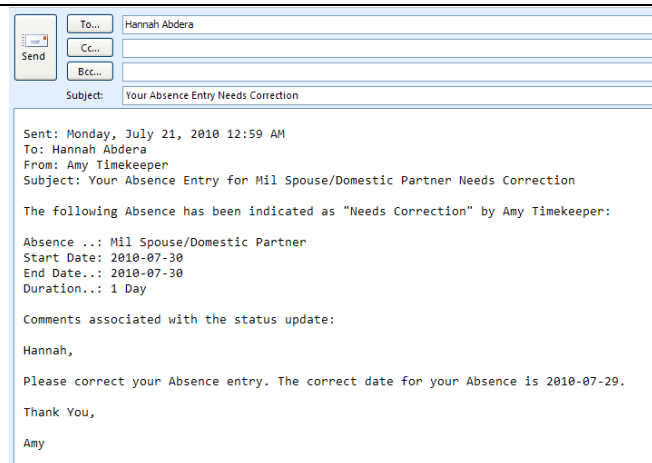 To...
Hannah Abdera
Send
Cc...
Bcc...
Subject:
Your Absence Entry Needs Correction
Sent: Monday, July 21, 2010 12:59 AM
To: Hannah Abdera
From: Amy Timekeeper
Subject: Your Absence Entry for Mil Spouse/Domestic Partner Needs Correction
The following Absence has been indicated as "Needs Correction" by Amy Timekeeper:
Absence ..: Mil Spouse/Domestic Partner
Start Date: 2010-07-30
End Date..: 2010-07-30
Duration..: 1 Day
Comments associated with the status update:
Hannah,
Please correct your Absence entry. The correct date for your Absence is 2010-07-29.
Thank You,
Amy